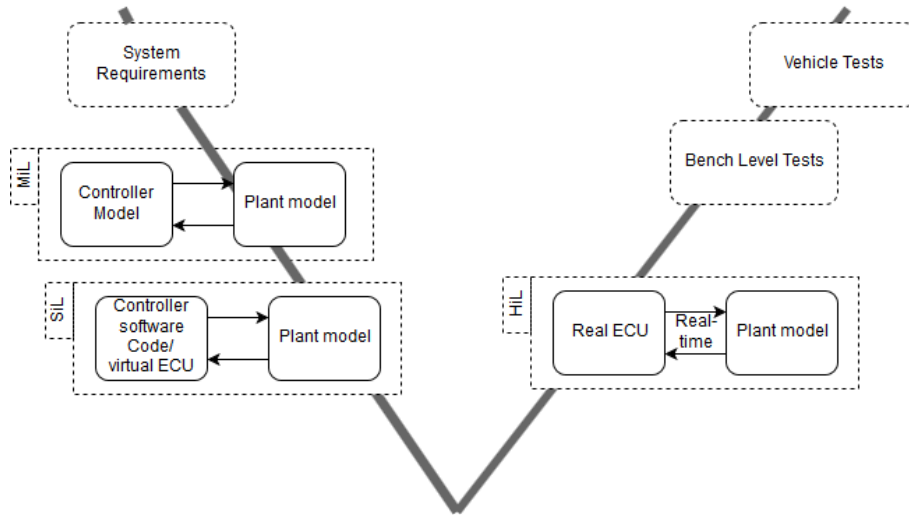 System
Requirements
Vehicle Tests
Bench Level Tests
MiL
Controller
Model
Plant model
SiL
Controller
software
Code/
virtual ECU
Plant model
HiL
Real ECU
Real-
time
Plant model